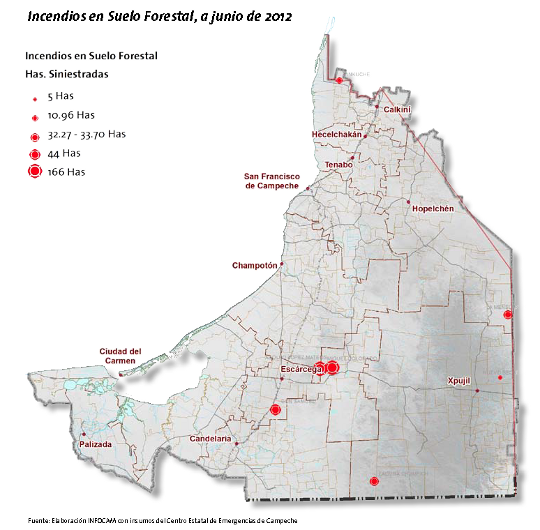 Incendios en Suelo Forestal, a junio de 2012
Incendios en Suelo Forestal
Has. Siniestradas
5 Has
10.96 Has
32.27 - 33.70 Has
44 Has
166 Has
Calkiní
Hecelchakán
Tenabo
San Francisco
de Campeche
Hopelchén
Champotón
Ciudad del
Carmen
Escárcega
Xpujil
Palizada
Candelaria
Fuente: Elaboración INFOCAM con insumos del Centro Estatal de Emergencias de Campeche